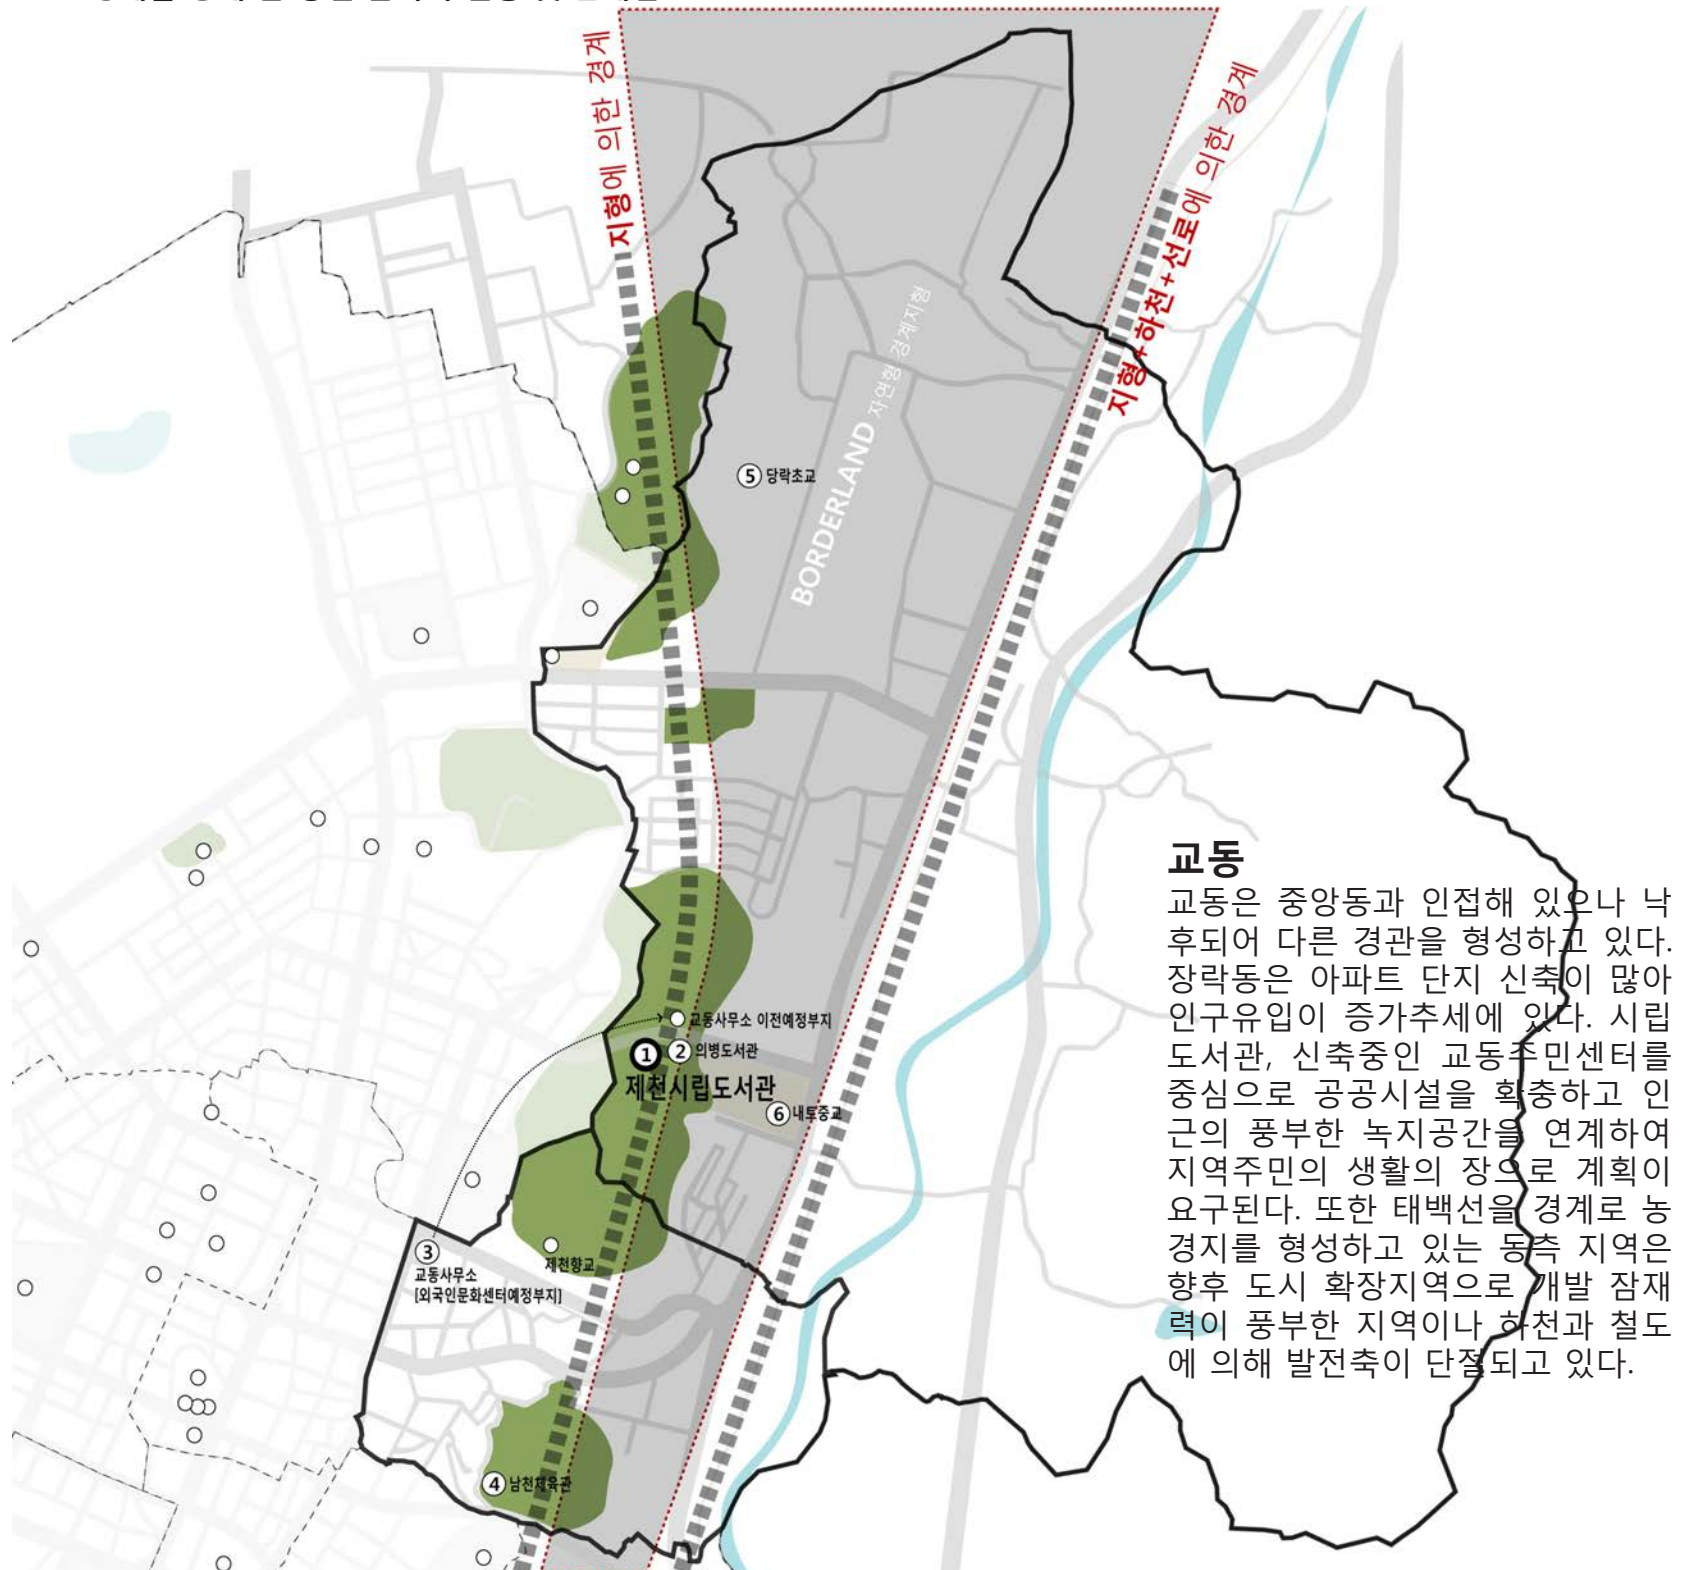 지형에 의한 경계
지형+하천+선로에 의한 경계
BORDERLAND 자연형 경계지형
⑤ 당락초교
교동사무소 이전예정부지
① ② 의병도서관
제천시립도서관
⑥ 내토중교
③
교동사무소
[외국인문화센터예정부지]
제천향교
④ 남천체육관
교동
교동은 중앙동과 인접해 있으나 낙
후되어 다른 경관을 형성하고 있다.
장락동은 아파트 단지 신축이 많아
인구유입이 증가추세에 있다. 시립
도서관, 신축중인 교동주민센터를
중심으로 공공시설을 확충하고 인
근의 풍부한 녹지공간을 연계하여
지역주민의 생활의 장으로 계획이
요구된다. 또한 태백선을 경계로 농
경지를 형성하고 있는 동측 지역은
향후 도시 확장지역으로 개발 잠재
력이 풍부한 지역이나 하천과 철도
에 의해 발전축이 단절되고 있다.